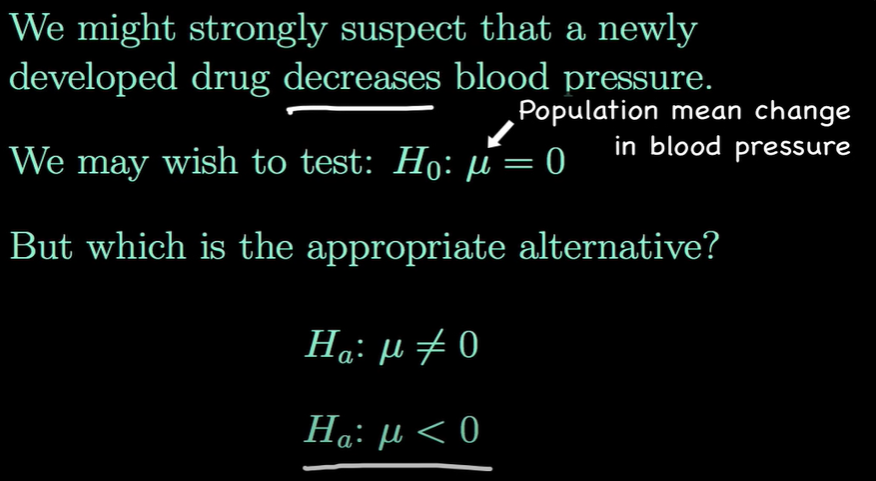 We might strongly suspect that a newly
developed drug decreases blood pressure.
Population mean change
in blood pressure
We may wish to test: H₀: μ = 0
But which is the appropriate alternative?
Hₐ: μ ≠ 0
Hₐ: μ < 0